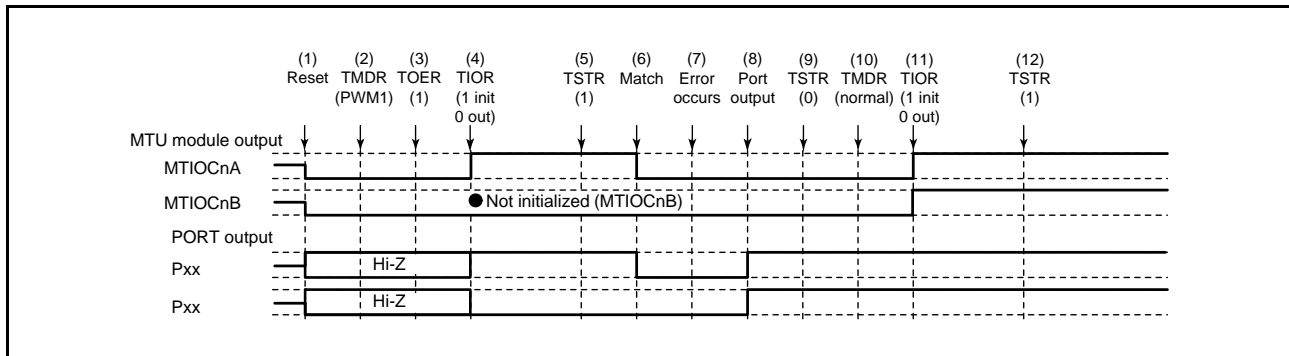 (1) (2) (3) (4) (5) (6) (7) (8) (9) (10) (11) (12)
Reset TMDR TOER TIOR TSTR Match Error Port TSTR TMDR TIOR TSTR
(PWM1) (1) (1 init (1) occurs output (0) (normal) (1 init (1)
0 out) 0 out)
MTU module output
MTIOCnA
MTIOCnB Not initialized (MTIOCnB)
PORT output
Pxx Hi-Z
Pxx Hi-Z